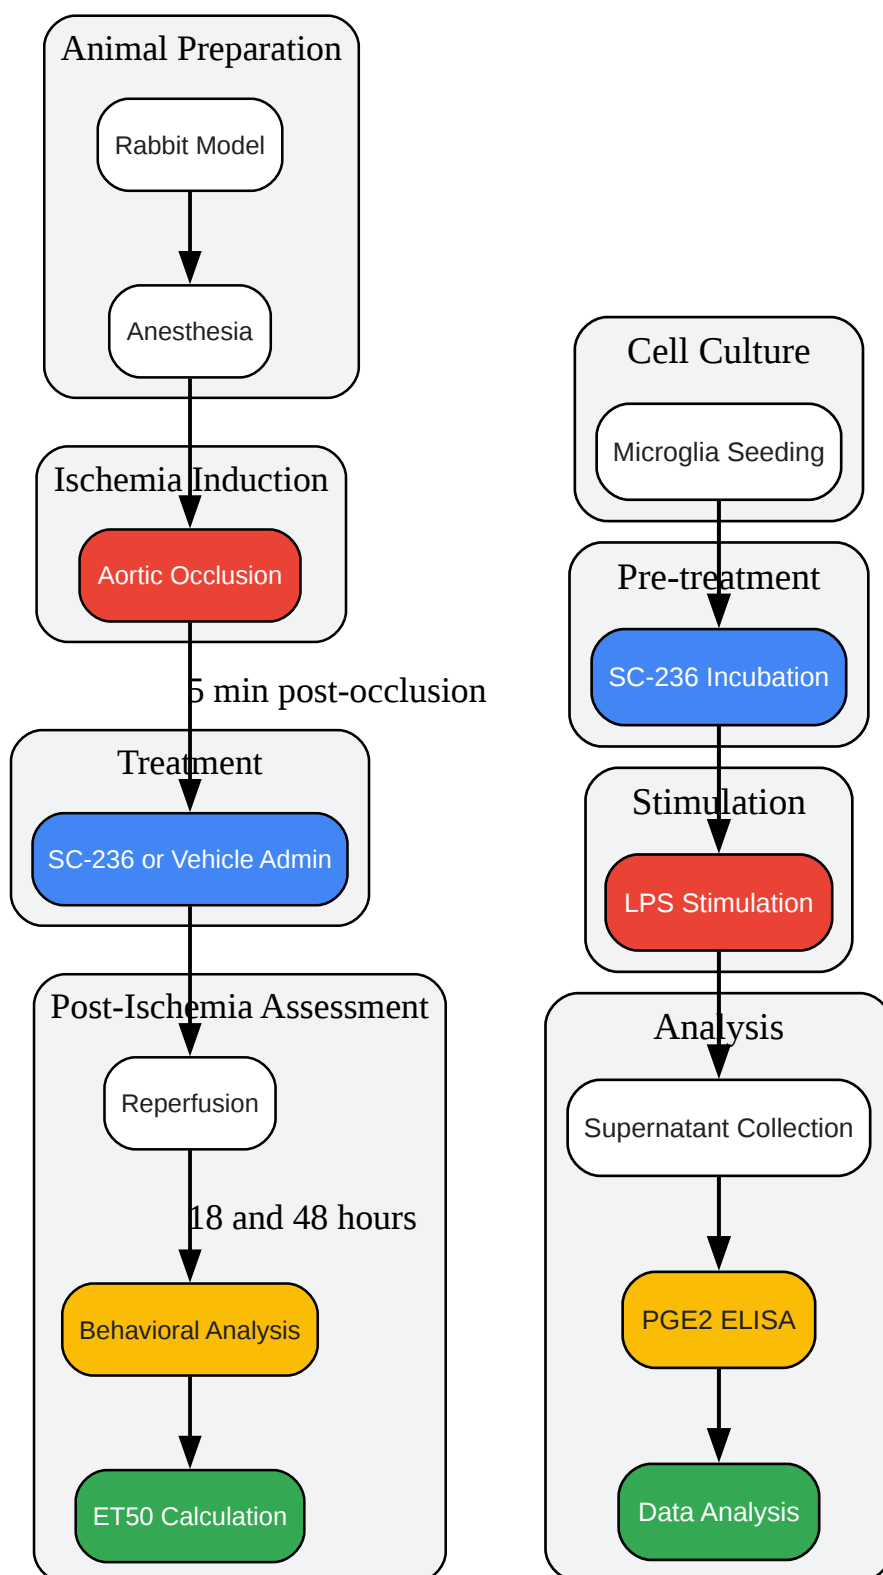 Animal Preparation
Rabbit Model
Anesthesia
Ischemia Induction
Aortic Occlusion
5 min post-occlusion
Treatment
SC-236 or Vehicle Admin
Post-Ischemia Assessment
Reperfusion
18 and 48 hours
Behavioral Analysis
ET50 Calculation
Cell Culture
Microglia Seeding
Pre-treatment
SC-236 Incubation
Stimulation
LPS Stimulation
Analysis
Supernatant Collection
PGE2 ELISA
Data Analysis